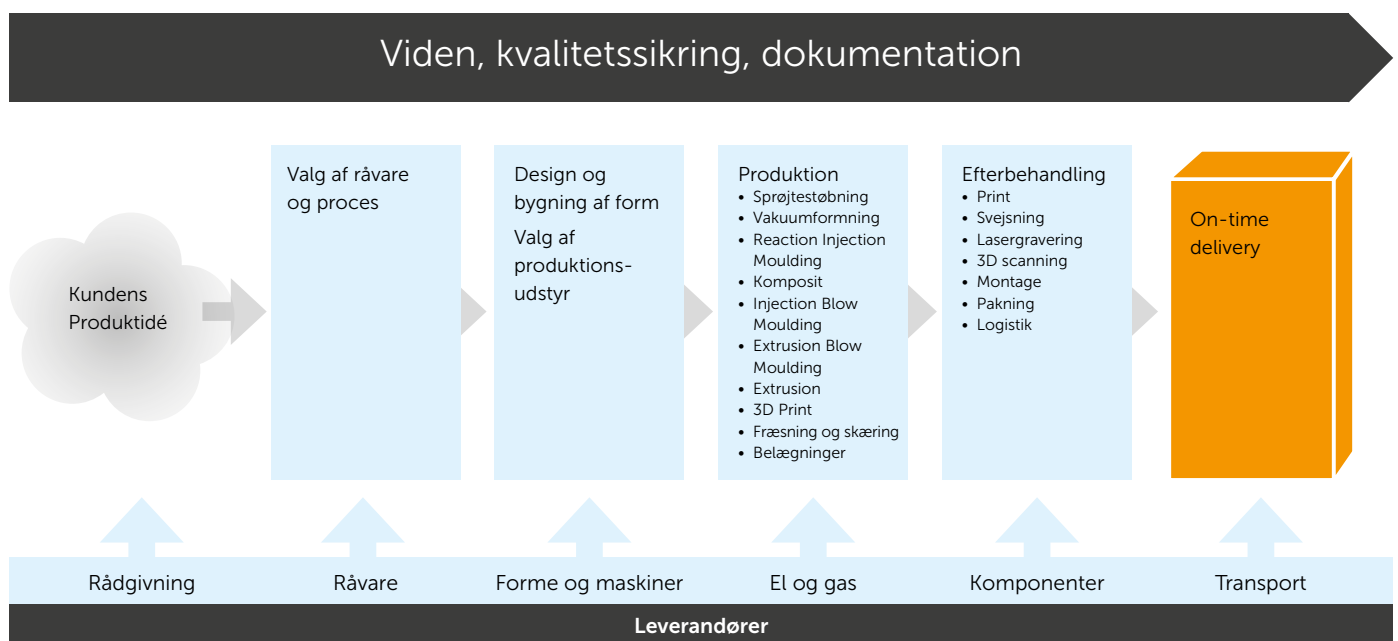 Viden, kvalitetssikring, dokumentation
Kundens
Produktidé
Valg af råvare
og proces
Design og
bygning af form
Valg af
produktions-
udstyr
Produktion
• Sprøjtestøbning
• Vakuumformning
• Reaction Injection
Moulding
• Komposit
• Injection Blow
Moulding
• Extrusion Blow
Moulding
• Extrusion
• 3D Print
• Fræsning og skæring
• Belægninger
Efterbehandling
• Print
• Svejsning
• Lasergravering
• 3D scanning
• Montage
• Pakning
• Logistik
On-time
delivery
Rådgivning
Råvare
Forme og maskiner
El og gas
Komponenter
Transport
Leverandører